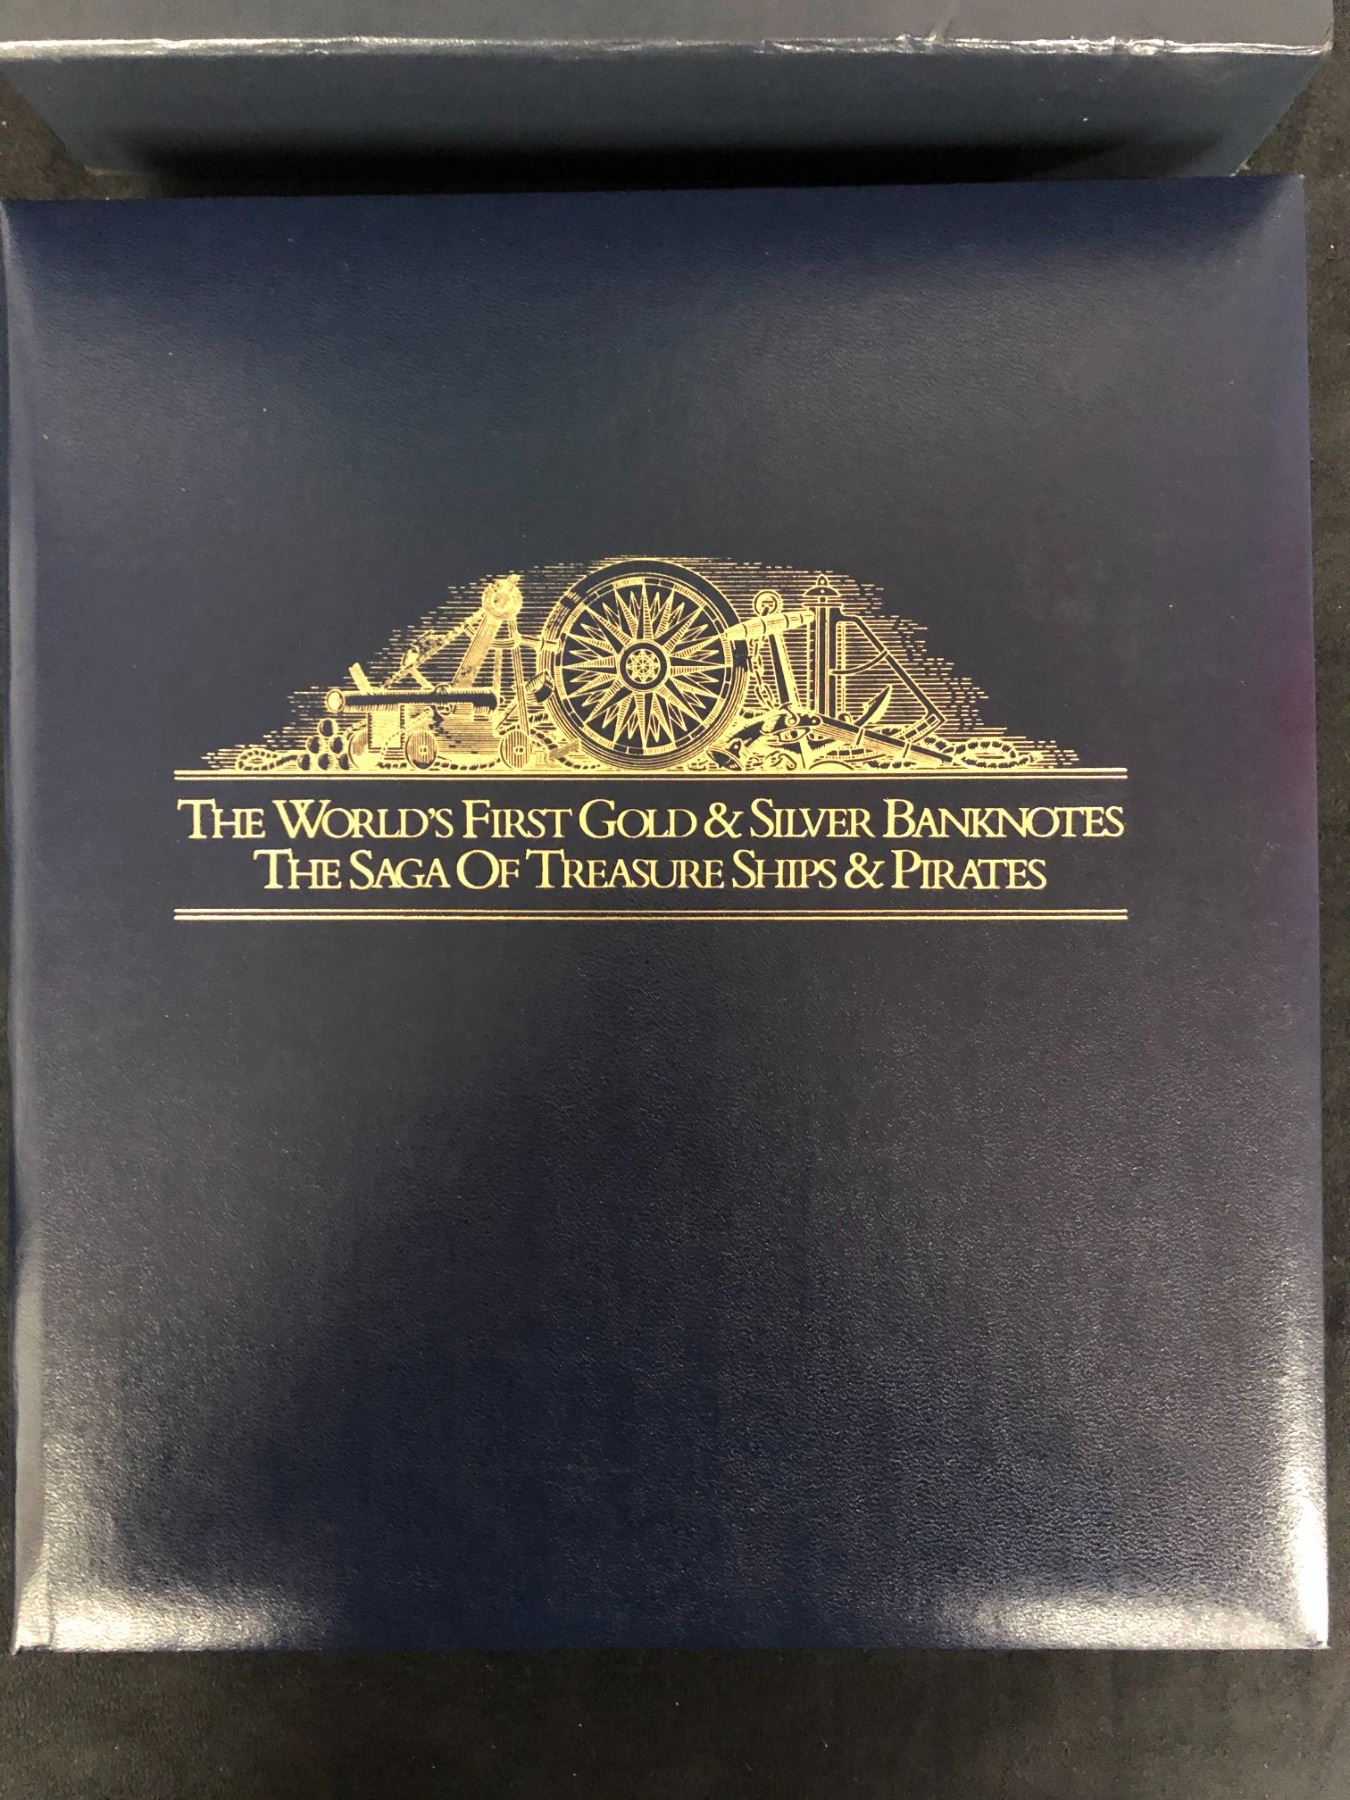 THE WORLD'S FIRST GOLD & SILVER BANKNOTES
THE SAGA OF TREASURE SHIPS & PIRATES